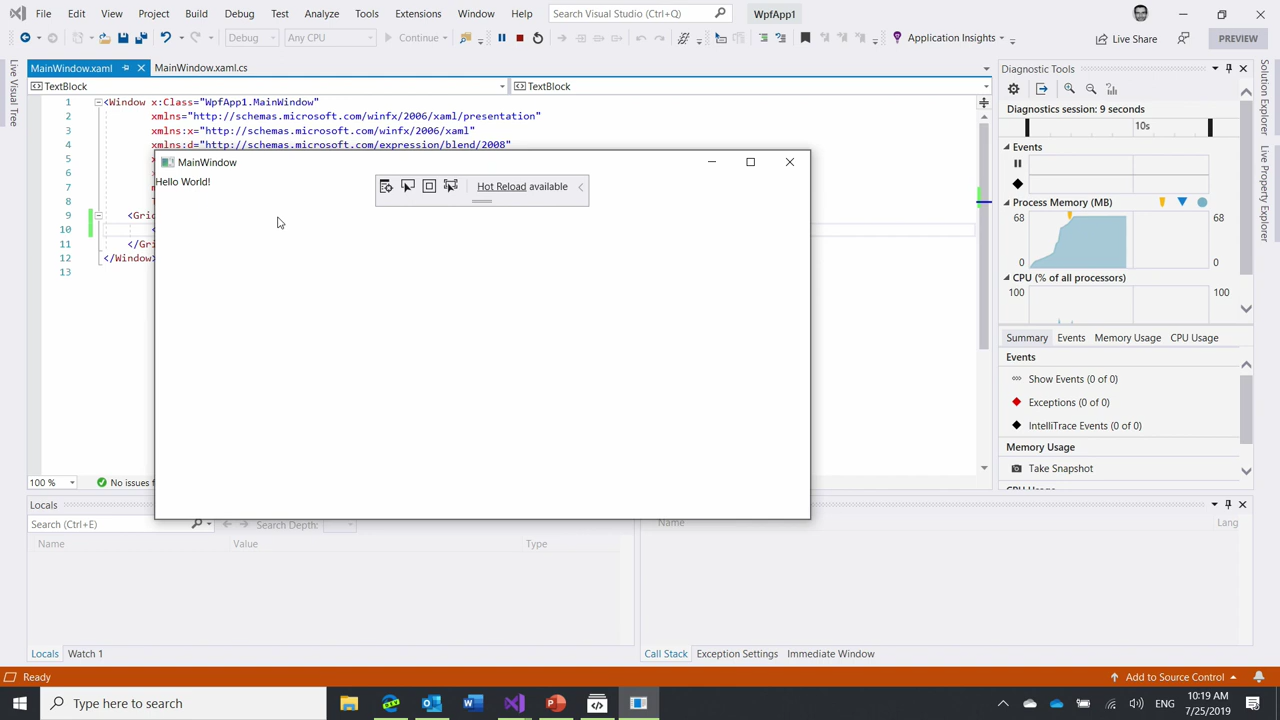 File Edit View Project Build Debug Test Analyze Tools Extensions Window Help Search Visual Studio (Ctrl+Q) WpfApp1
Debug Any CPU Continue Application Insights Live Share PREVIEW
Live Visual Tree
MainWindow.xaml MainWindow.xaml.cs
TextBlock TextBlock
1 <Window x:Class="WpfApp1.MainWindow"
2 xmlns="http://schemas.microsoft.com/winfx/2006/xaml/presentation"
3 xmlns:x="http://schemas.microsoft.com/winfx/2006/xaml"
4 xmlns:d="http://schemas.microsoft.com/expression/blend/2008"
5
6
7
8
9 <Grid
10 <
11 </Gri
12 </Window>
13
MainWindow
Hello World!
Hot Reload available
100 % No issues f
Diagnostic Tools
Diagnostics session: 9 seconds
10s
Events
Process Memory (MB)
68 68
0 0
CPU (% of all processors)
100 100
Summary Events Memory Usage CPU Usage
Events
Show Events (0 of 0)
Exceptions (0 of 0)
IntelliTrace Events (0 of 0)
Memory Usage
Take Snapshot
CPU Usage
Solution Explorer
Live Property Explorer
Locals
Search (Ctrl+E) Search Depth:
Name Value Type
Name Lang
Locals Watch 1
Call Stack Exception Settings Immediate Window
Ready Add to Source Control
Type here to search
ENG
10:19 AM
7/25/2019